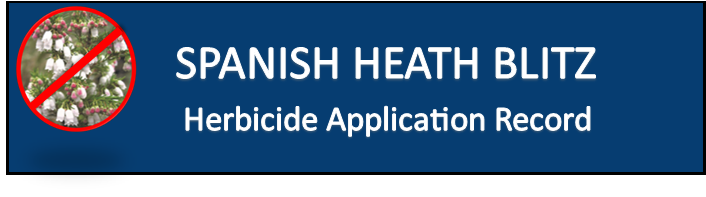 SPANISH HEATH BLITZ
Herbicide Application Record